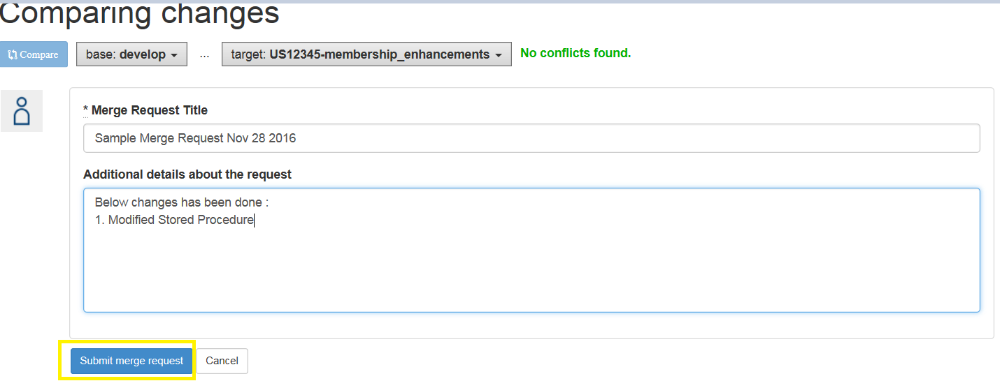 Comparing changes
Compare base: develop ... target: US12345-membership_enhancements No conflicts found.
* Merge Request Title
Sample Merge Request Nov 28 2016
Additional details about the request
Below changes has been done :
1. Modified Stored Procedure
Submit merge request Cancel